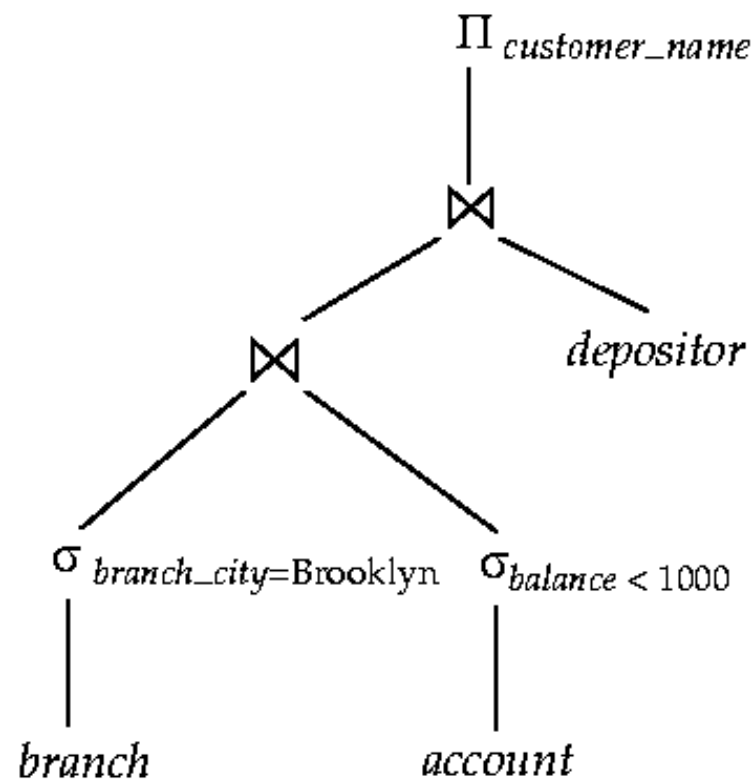 Π customer_name
⋈
depositor
⋈
σ branch_city=Brooklyn σ balance < 1000
branch account